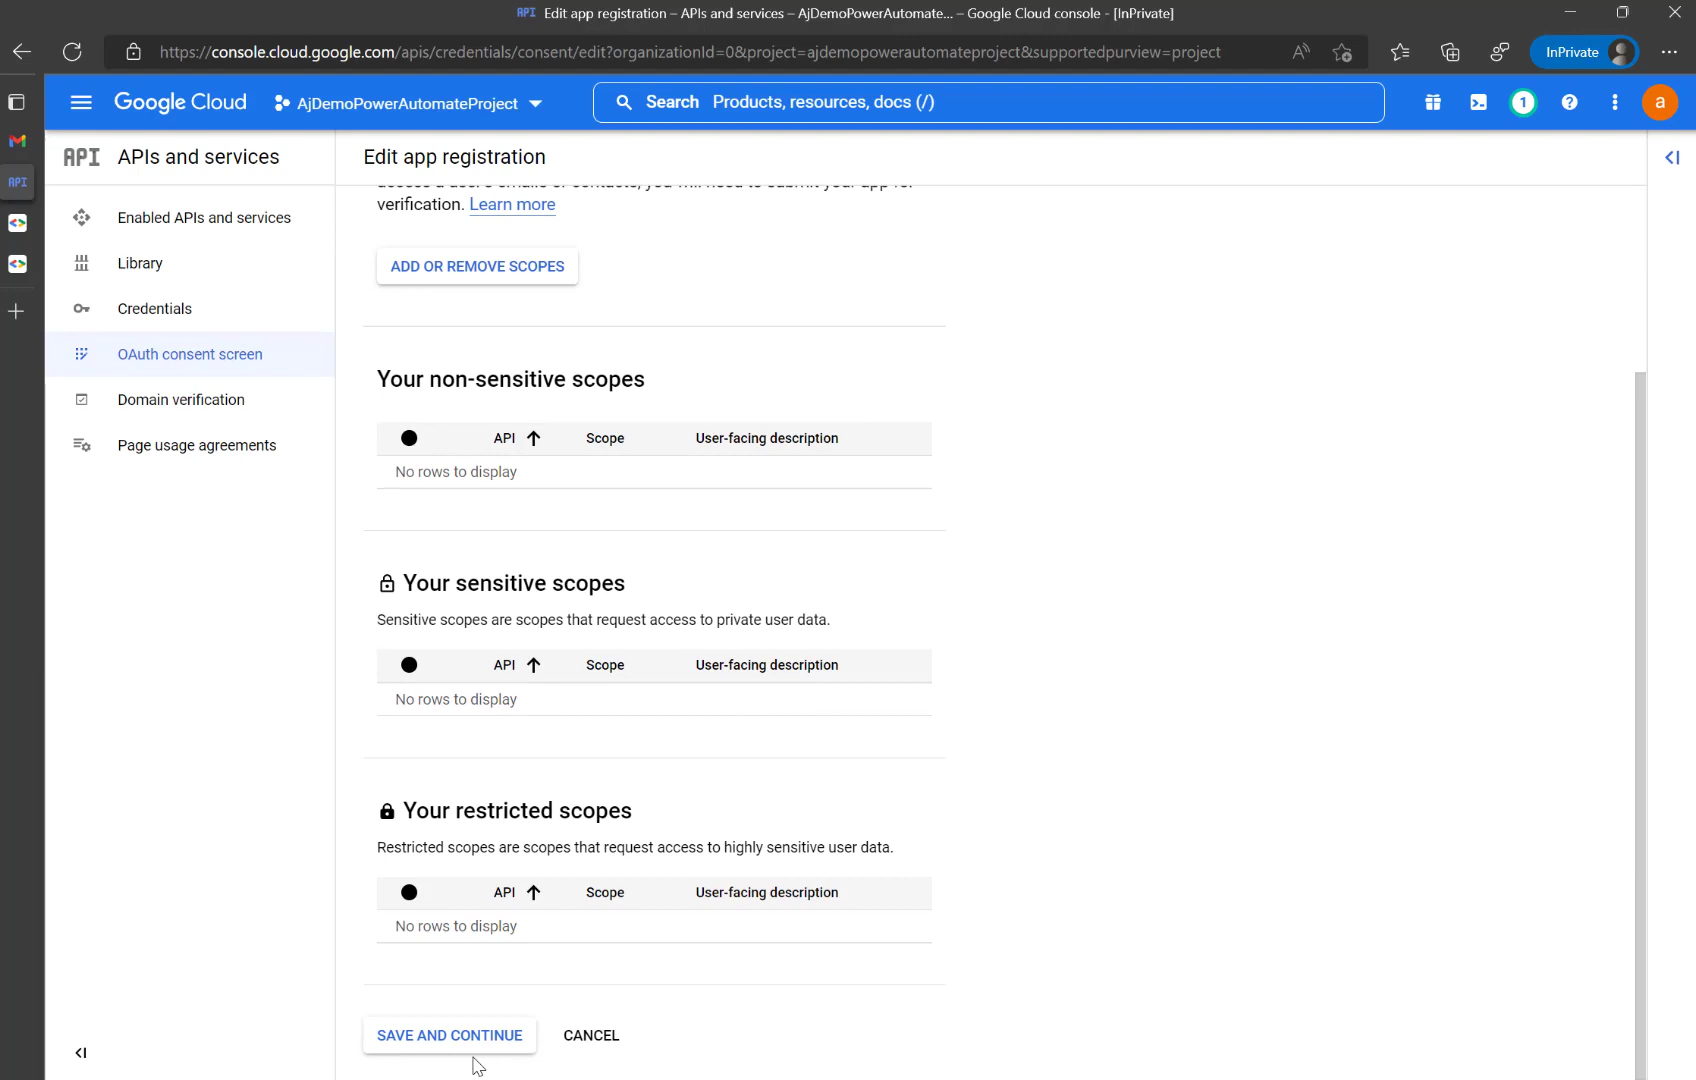 API Edit app registration – APIs and services – AjDemoPowerAutomate... – Google Cloud console - [InPrivate]
https://console.cloud.google.com/apis/credentials/consent/edit?organizationId=0&project=ajdemopowerautomateproject&supportedpurview=project
InPrivate
Google Cloud
AjDemoPowerAutomateProject
Search Products, resources, docs (/)
1
a
API
API APIs and services
Edit app registration
verification. Learn more
Enabled APIs and services
Library
Credentials
OAuth consent screen
Domain verification
Page usage agreements
ADD OR REMOVE SCOPES
Your non-sensitive scopes
API Scope User-facing description
No rows to display
Your sensitive scopes
Sensitive scopes are scopes that request access to private user data.
API Scope User-facing description
No rows to display
Your restricted scopes
Restricted scopes are scopes that request access to highly sensitive user data.
API Scope User-facing description
No rows to display
SAVE AND CONTINUE CANCEL